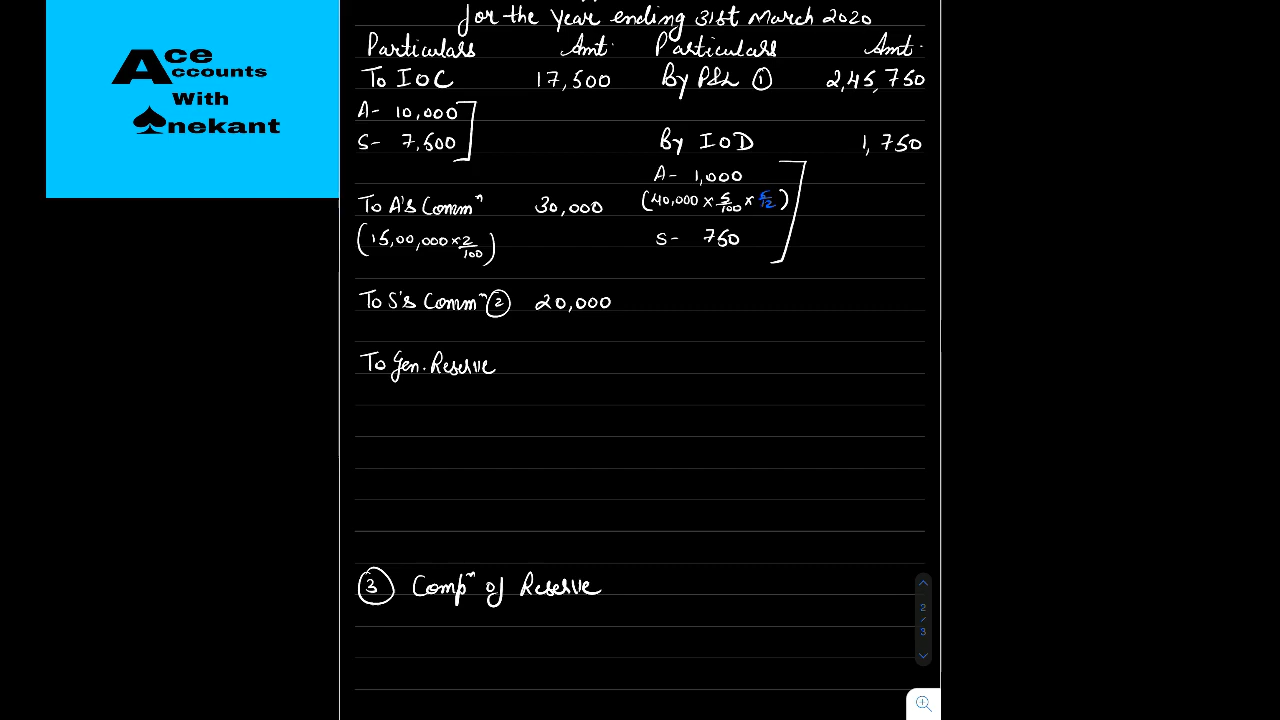 Ace
Accounts
With
Anekant
for the Year ending 31st March 2020
Particulars Amt. Particulars Amt.
To IOC 17,500 By P&L ① 2,45,750
A- 10,000
S- 7,500 By IOD 1,750
A- 1,000
To A's Commⁿ 30,000 (40,000 × 5/100 × 6/12)
(15,00,000 × 2/100) S- 750
To S's Commⁿ ② 20,000
To Gen. Reserve
③ Compⁿ of Reserve
2
/
3